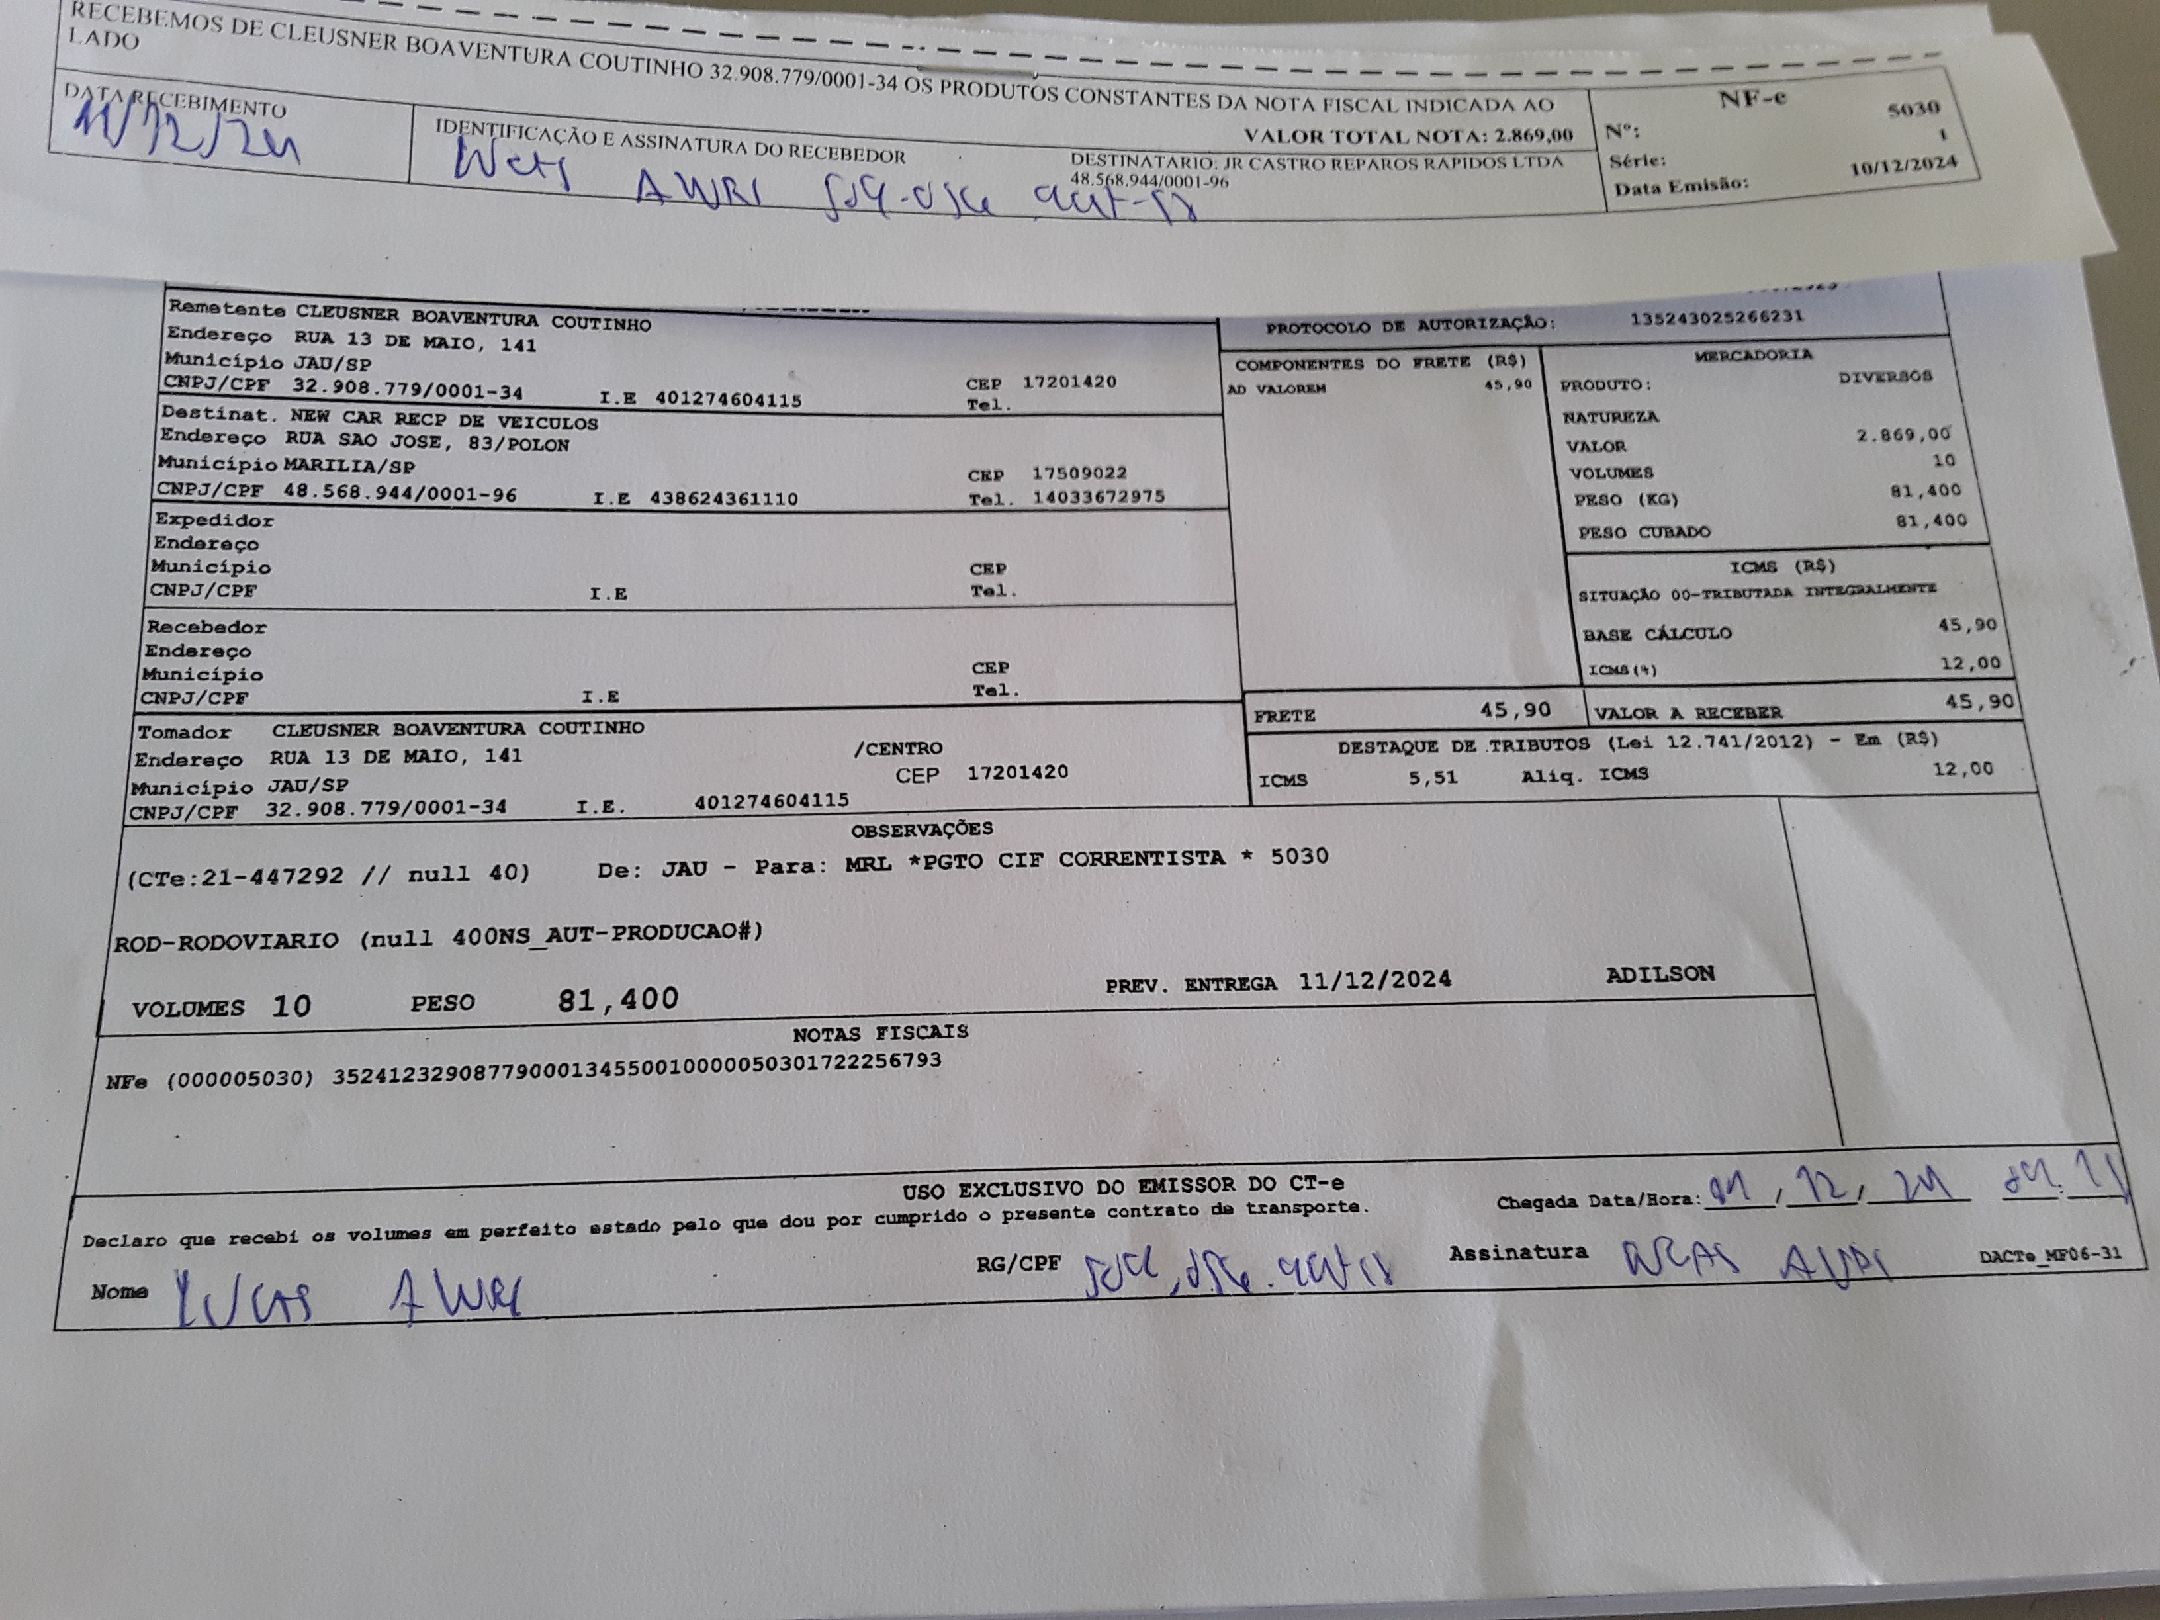 RECEBEMOS DE CLEUSNER BOAVENTURA COUTINHO 32.908.779/0001-34 OS PRODUTOS CONSTANTES DA NOTA FISCAL INDICADA AO
LADO
VALOR TOTAL NOTA: 2.869,00
DATA RECEBIMENTO
11/12/24
IDENTIFICAÇÃO E ASSINATURA DO RECEBEDOR
DESTINATARIO: JR CASTRO REPAROS RAPIDOS LTDA
48.568.944/0001-96
NF-e
Nº: 5030
Série: 1
Data Emisão: 10/12/2024
Remetente CLEUSNER BOAVENTURA COUTINHO
Endereço RUA 13 DE MAIO, 141
Município JAU/SP
CEP 17201420
CNPJ/CPF 32.908.779/0001-34 I.E 401274604115 Tel.
Destinat. NEW CAR RECP DE VEICULOS
Endereço RUA SAO JOSE, 83/POLON
Município MARILIA/SP CEP 17509022
CNPJ/CPF 48.568.944/0001-96 I.E 438624361110 Tel. 14033672975
Expedidor
Endereço
Município CEP
CNPJ/CPF I.E Tel.
Recebedor
Endereço
Município CEP
CNPJ/CPF I.E Tel.
Tomador CLEUSNER BOAVENTURA COUTINHO
Endereço RUA 13 DE MAIO, 141 /CENTRO
Município JAU/SP CEP 17201420
CNPJ/CPF 32.908.779/0001-34 I.E. 401274604115
PROTOCOLO DE AUTORIZAÇÃO: 135243025266231
COMPONENTES DO FRETE (R$)
AD VALOREM 45,90
MERCADORIA
PRODUTO: DIVERSOS
NATUREZA
VALOR 2.869,00
VOLUMES 10
PESO (KG) 81,400
PESO CUBADO 81,400
ICMS (R$)
SITUAÇÃO 00-TRIBUTADA INTEGRALMENTE
BASE CÁLCULO 45,90
ICMS(%) 12,00
FRETE 45,90 VALOR A RECEBER 45,90
DESTAQUE DE TRIBUTOS (Lei 12.741/2012) - Em (R$)
ICMS 5,51 Aliq. ICMS 12,00
OBSERVAÇÕES
(CTe:21-447292 // null 40) De: JAU - Para: MRL *PGTO CIF CORRENTISTA * 5030
ROD-RODOVIARIO (null 400NS_AUT-PRODUCAO#)
VOLUMES 10 PESO 81,400 PREV. ENTREGA 11/12/2024 ADILSON
NOTAS FISCAIS
NFe (000005030) 35241232908779000134550010000050301722256793
USO EXCLUSIVO DO EMISSOR DO CT-e
Declaro que recebi os volumes em perfeito estado pelo que dou por cumprido o presente contrato de transporte.
Chegada Data/Hora: 11, 12, 24
Nome
RG/CPF
Assinatura
DACTe_MF06-31